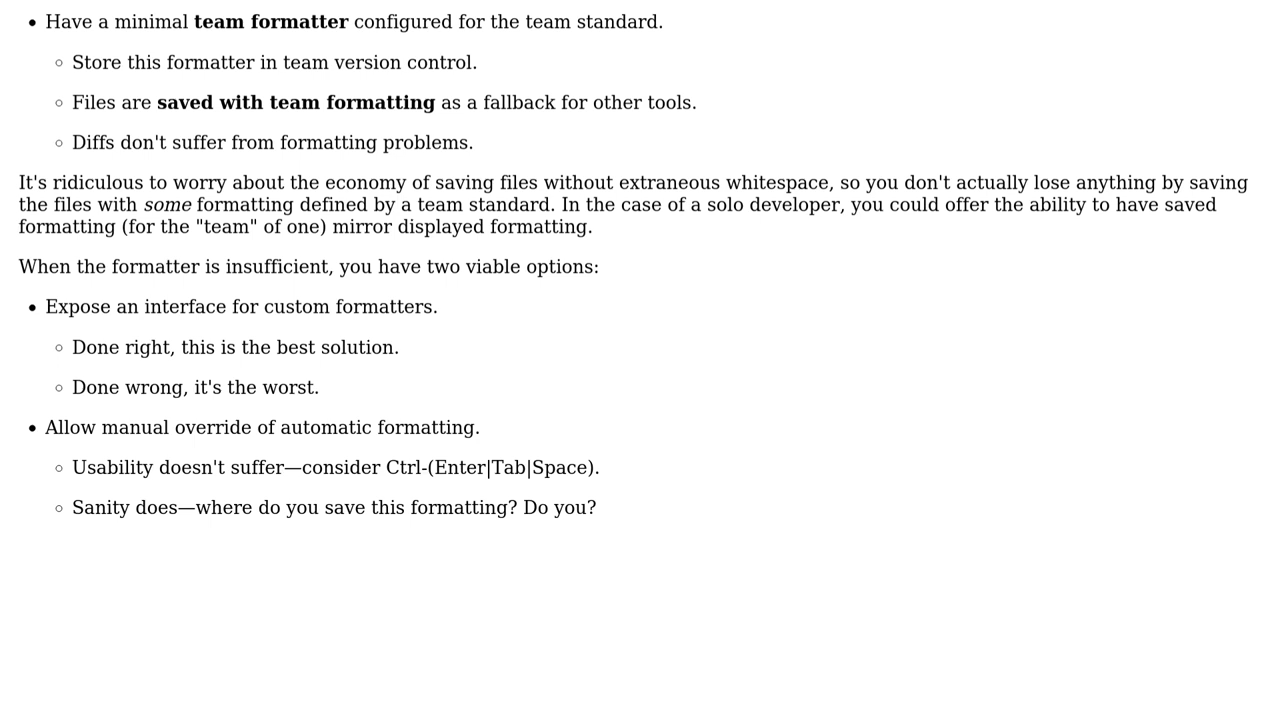 • Have a minimal team formatter configured for the team standard.
◦ Store this formatter in team version control.
◦ Files are saved with team formatting as a fallback for other tools.
◦ Diffs don't suffer from formatting problems.
It's ridiculous to worry about the economy of saving files without extraneous whitespace, so you don't actually lose anything by saving
the files with some formatting defined by a team standard. In the case of a solo developer, you could offer the ability to have saved
formatting (for the "team" of one) mirror displayed formatting.
When the formatter is insufficient, you have two viable options:
• Expose an interface for custom formatters.
◦ Done right, this is the best solution.
◦ Done wrong, it's the worst.
• Allow manual override of automatic formatting.
◦ Usability doesn't suffer—consider Ctrl-(Enter|Tab|Space).
◦ Sanity does—where do you save this formatting? Do you?